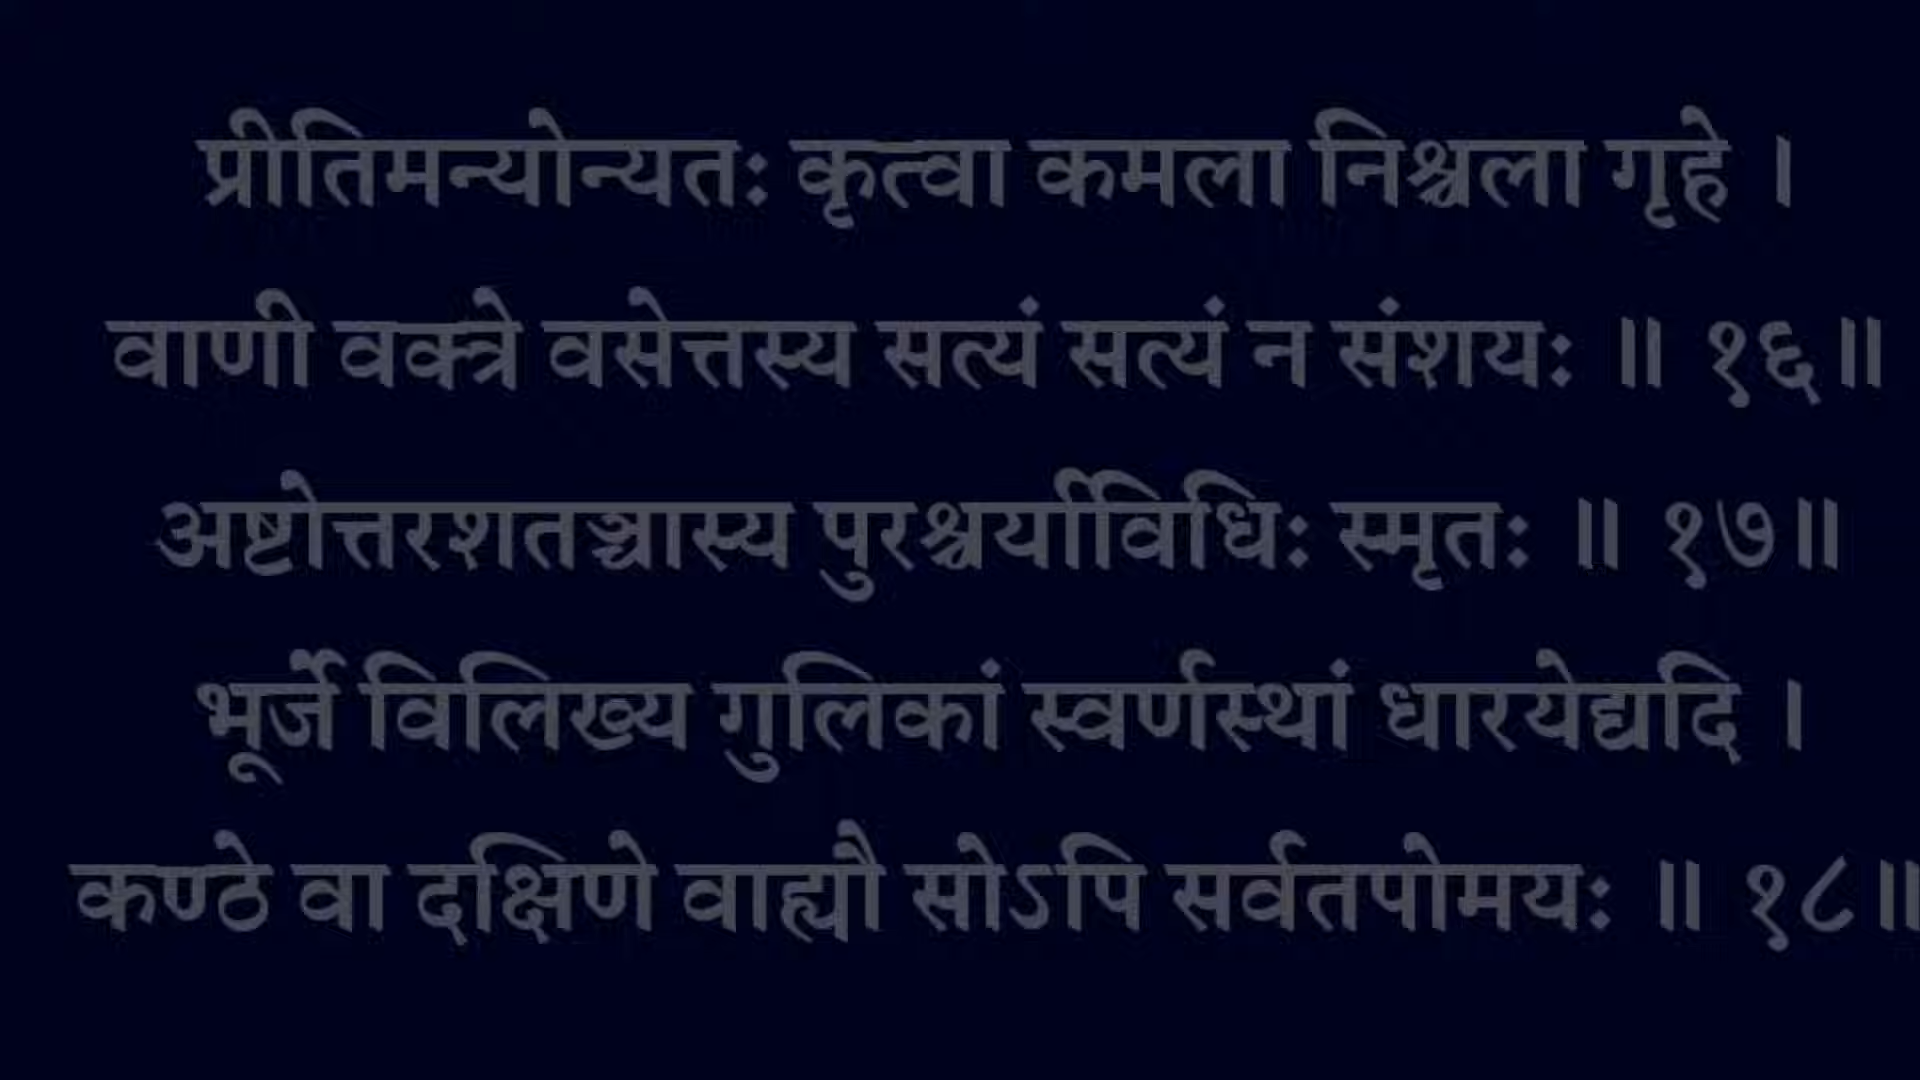 प्रीतिमन्योन्यतः कृत्वा कमला निश्चला गृहे ।
वाणी वक्त्रे वसेत्तस्य सत्यं सत्यं न संशयः ॥ १६॥
अष्टोत्तरशतञ्चास्य पुरश्चर्याविधिः स्मृतः ॥ १७॥
भूर्जे विलिख्य गुलिकां स्वर्णस्थां धारयेद्यदि ।
कण्ठे वा दक्षिणे वाह्यौ सोऽपि सर्वतपोमयः ॥ १८॥